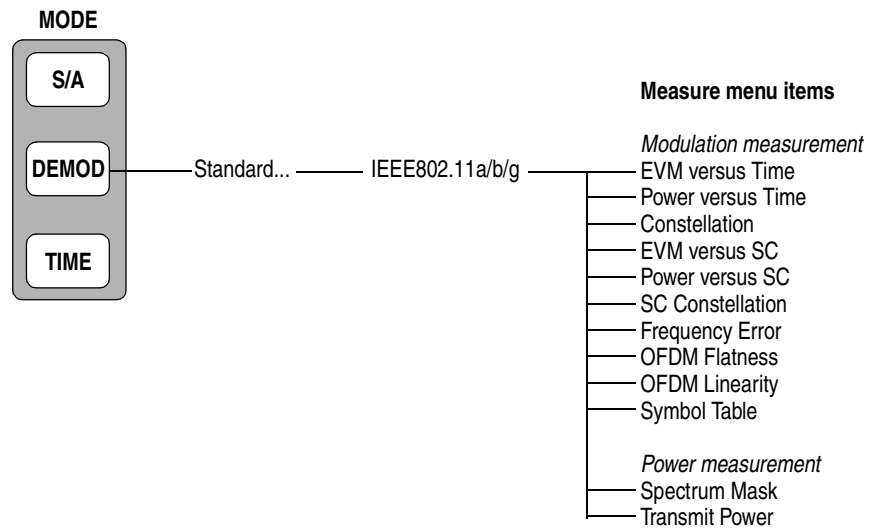 MODE
S/A
DEMOD
TIME
Standard...
IEEE802.11a/b/g
Measure menu items
Modulation measurement
EVM versus Time
Power versus Time
Constellation
EVM versus SC
Power versus SC
SC Constellation
Frequency Error
OFDM Flatness
OFDM Linearity
Symbol Table
Power measurement
Spectrum Mask
Transmit Power